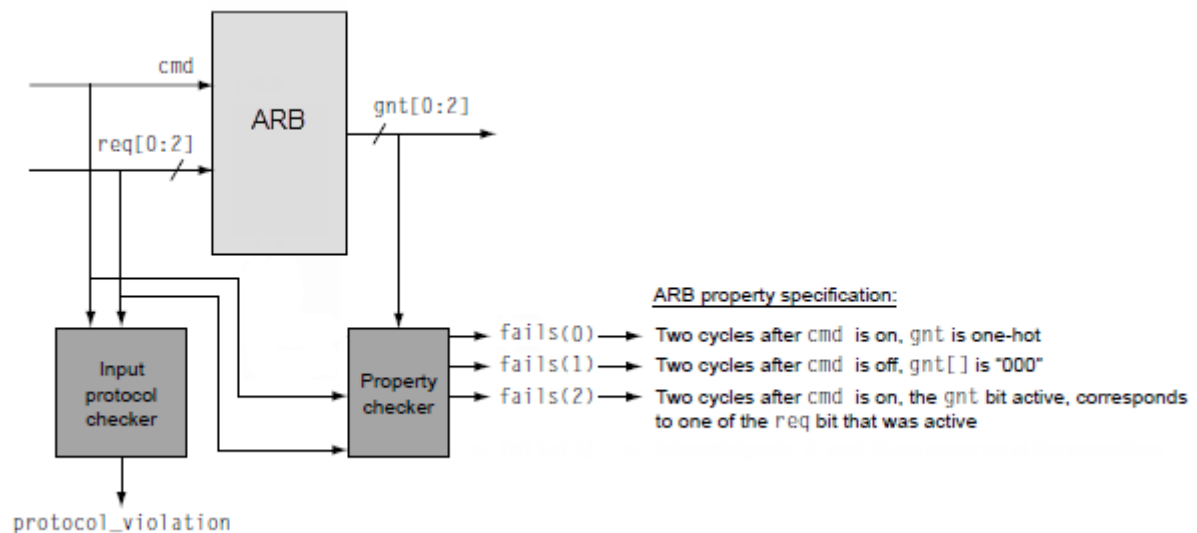 cmd
ARB
gnt[0:2]
req[0:2]
ARB property specification:
Input
protocol
checker
Property
checker
fails(0)
Two cycles after cmd is on, gnt is one-hot
fails(1)
Two cycles after cmd is off, gnt[] is "000"
fails(2)
Two cycles after cmd is on, the gnt bit active, corresponds
to one of the req bit that was active
protocol_violation